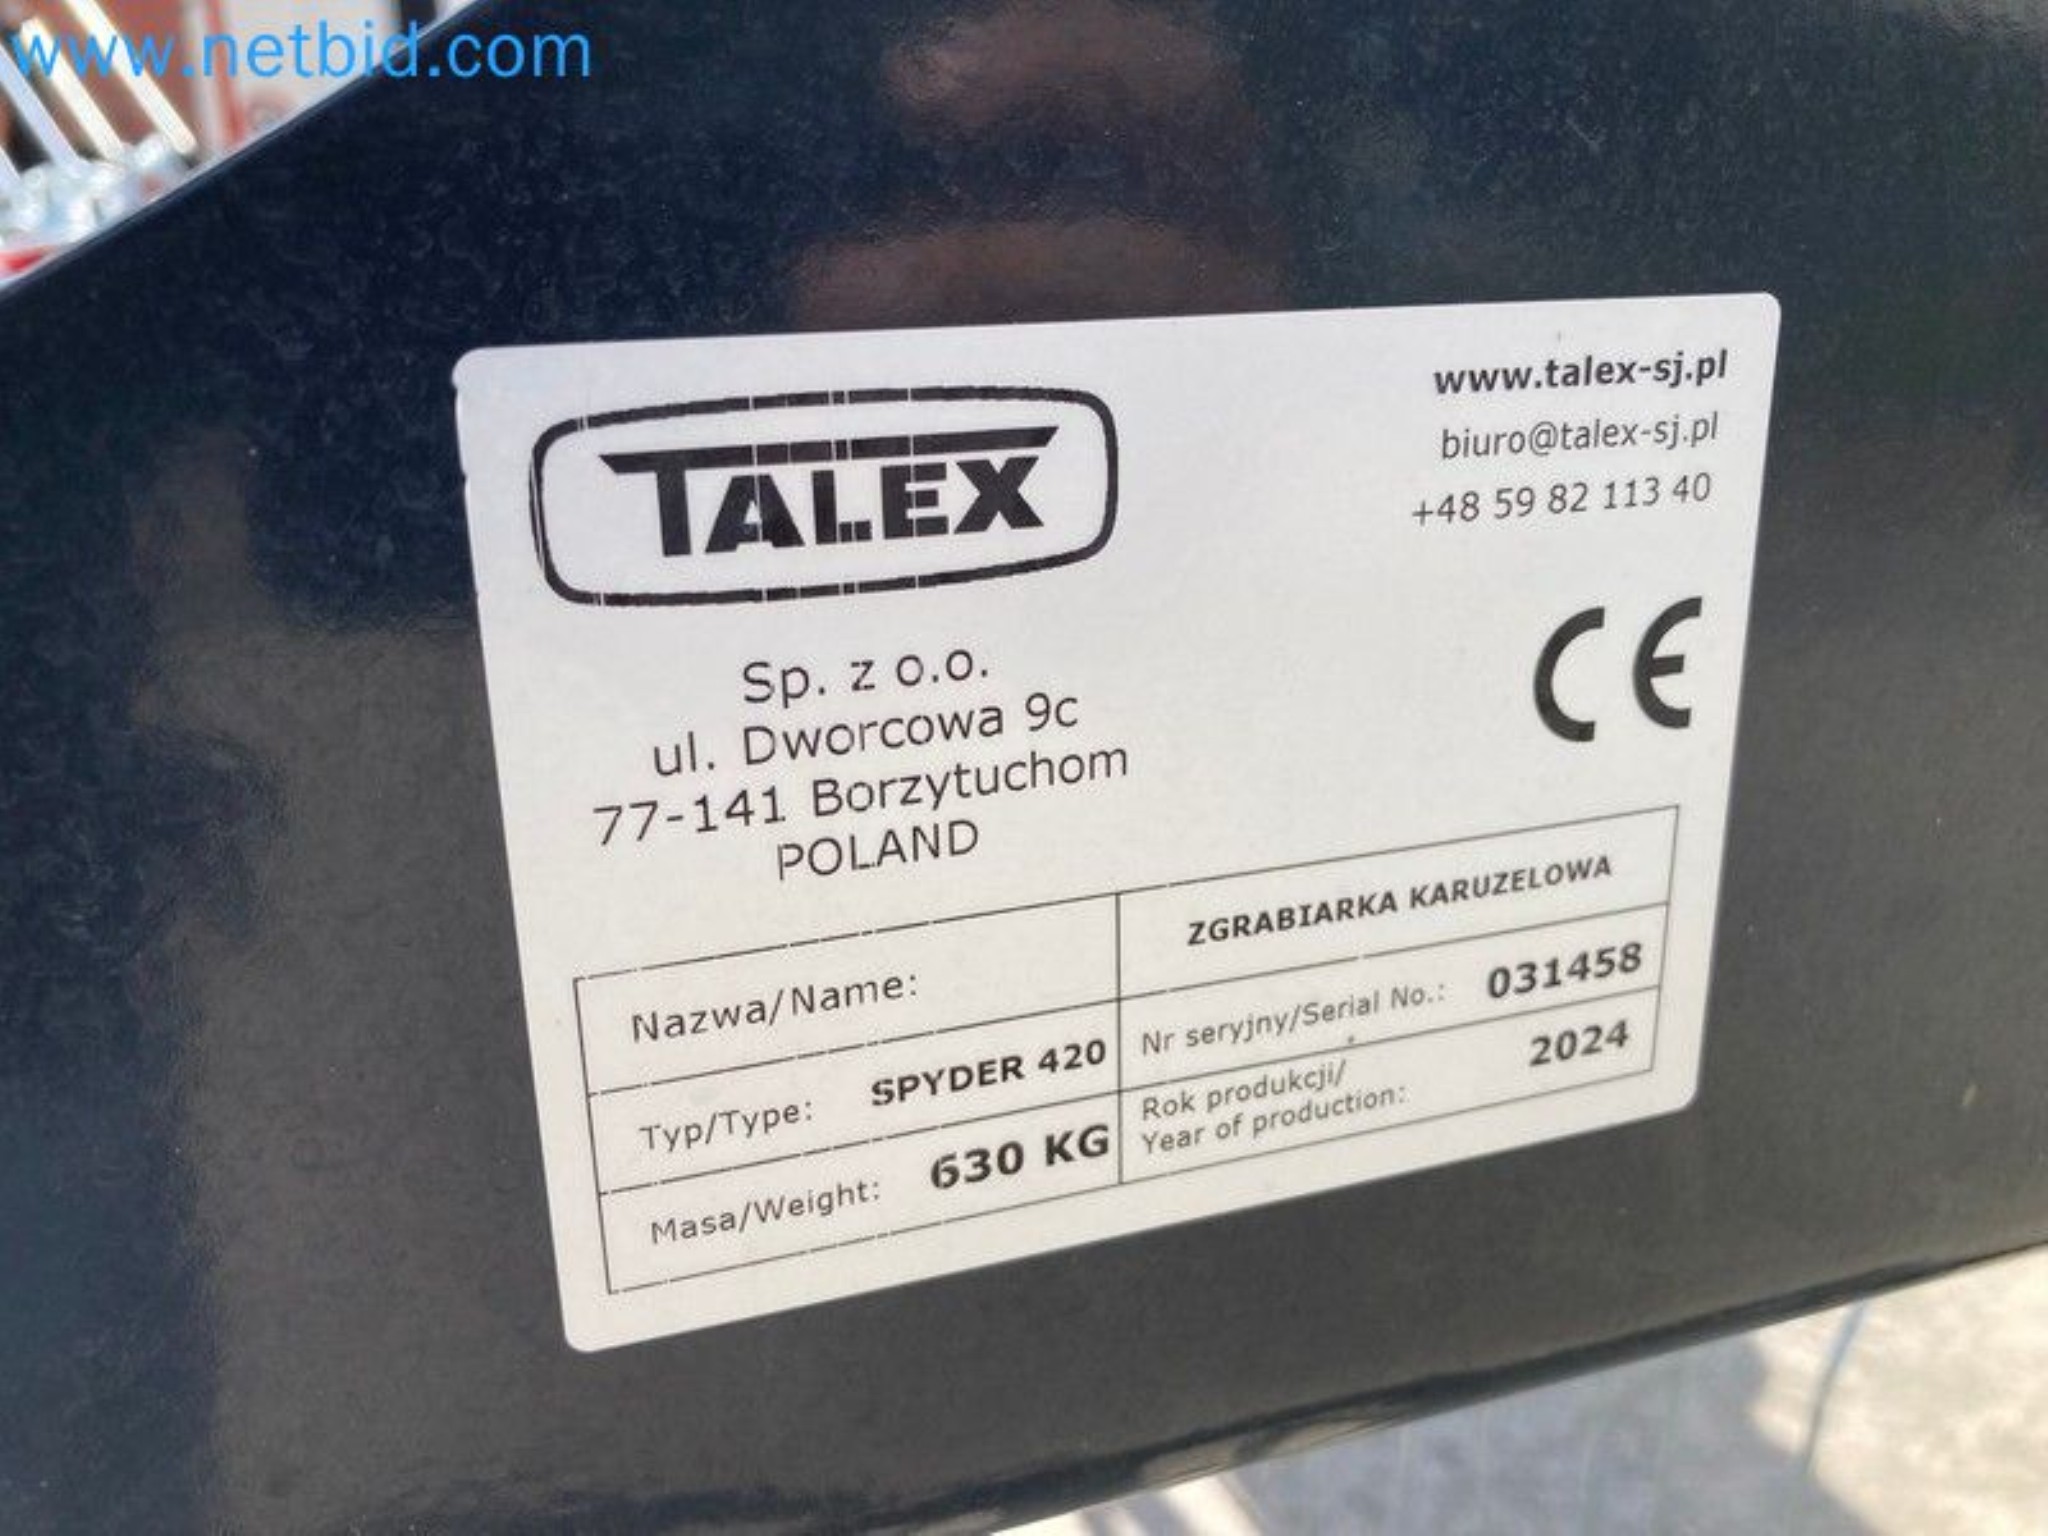 www.netbid.com
TALEX
www.talex-sj.pl
biuro@talex-sj.pl
+48 59 82 113 40
Sp. z o.o.
ul. Dworcowa 9c
77-141 Borzytuchom
POLAND
CE
Nazwa/Name: ZGRABIARKA KARUZELOWA
Typ/Type: SPYDER 420
Nr seryjny/Serial No.: 031458
Masa/Weight: 630 KG
Rok produkcji/
Year of production: 2024